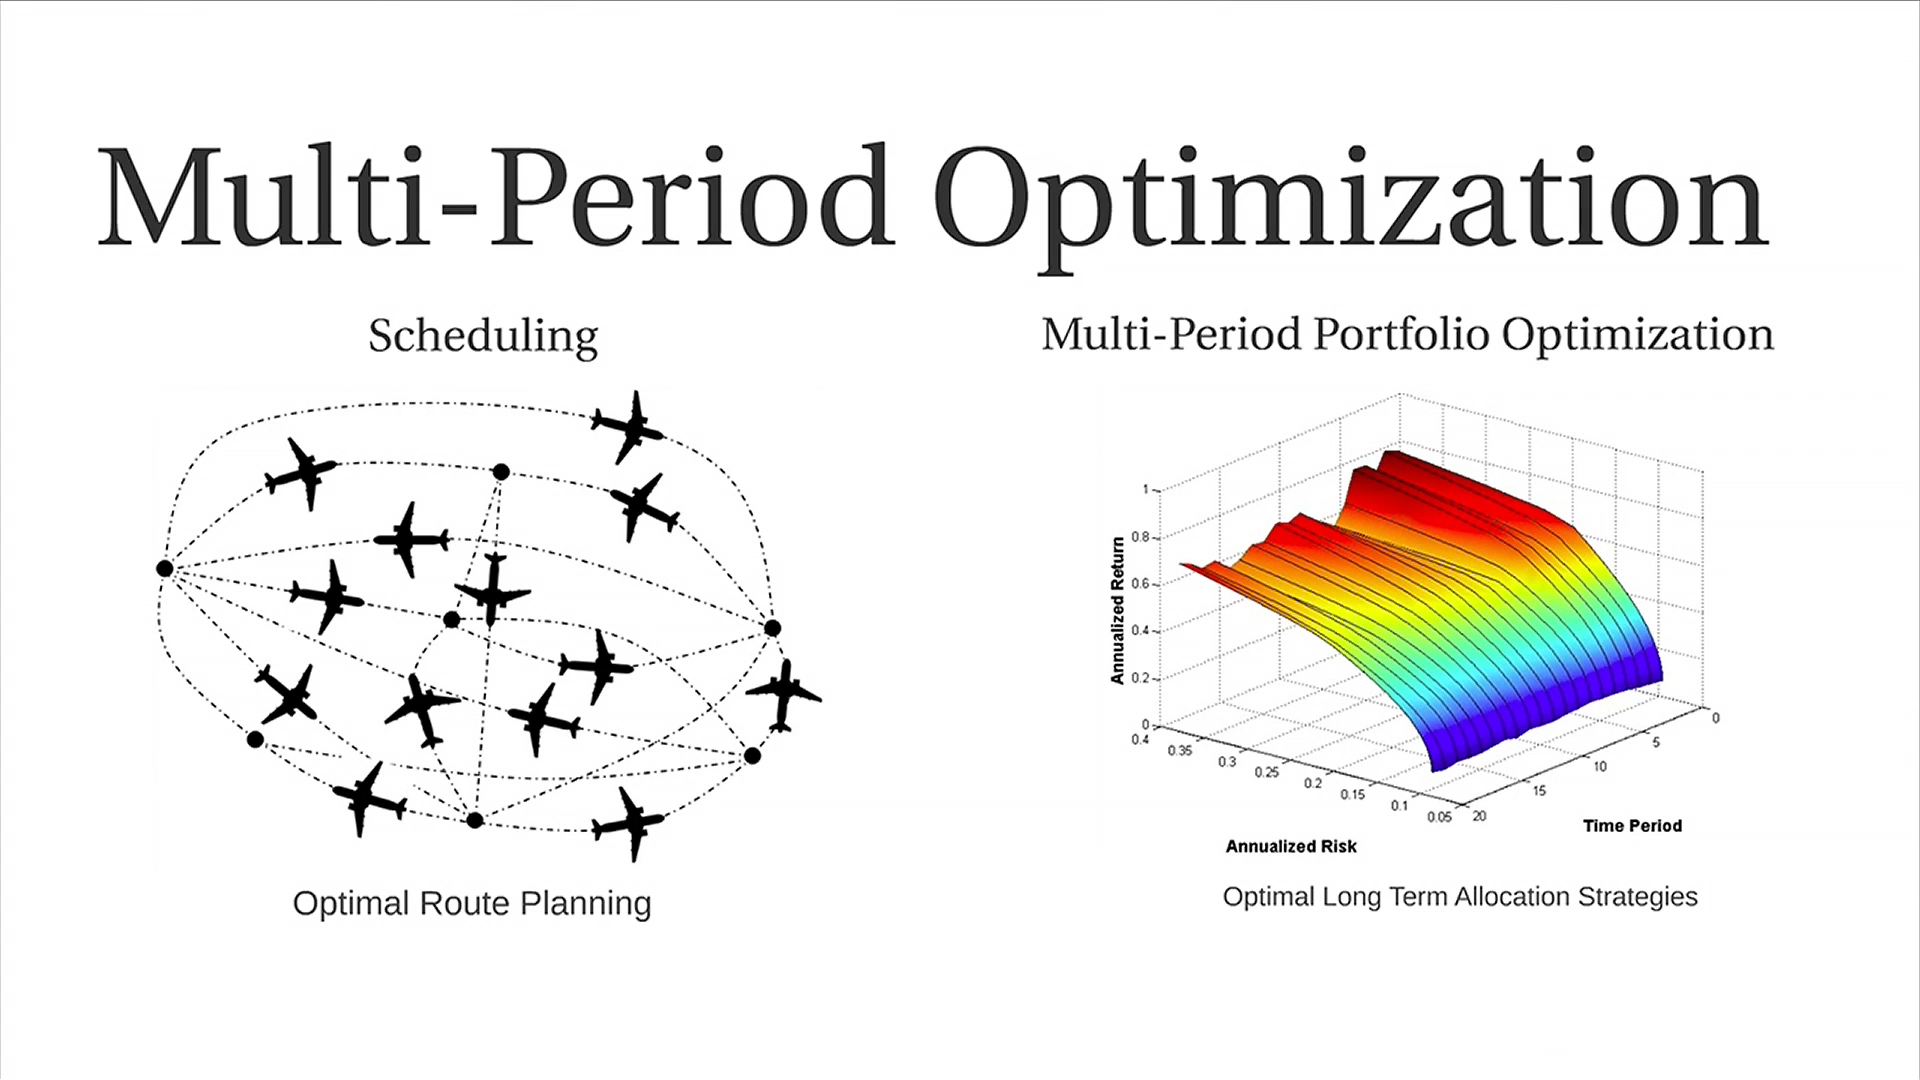 Multi-Period Optimization
Scheduling
Multi-Period Portfolio Optimization
1
0.8
0.6
0.4
0.2
0
Annualized Return
0.4
0.35
0.3
0.25
0.2
0.15
0.1
0.05
Annualized Risk
20
15
10
5
0
Time Period
Optimal Route Planning
Optimal Long Term Allocation Strategies